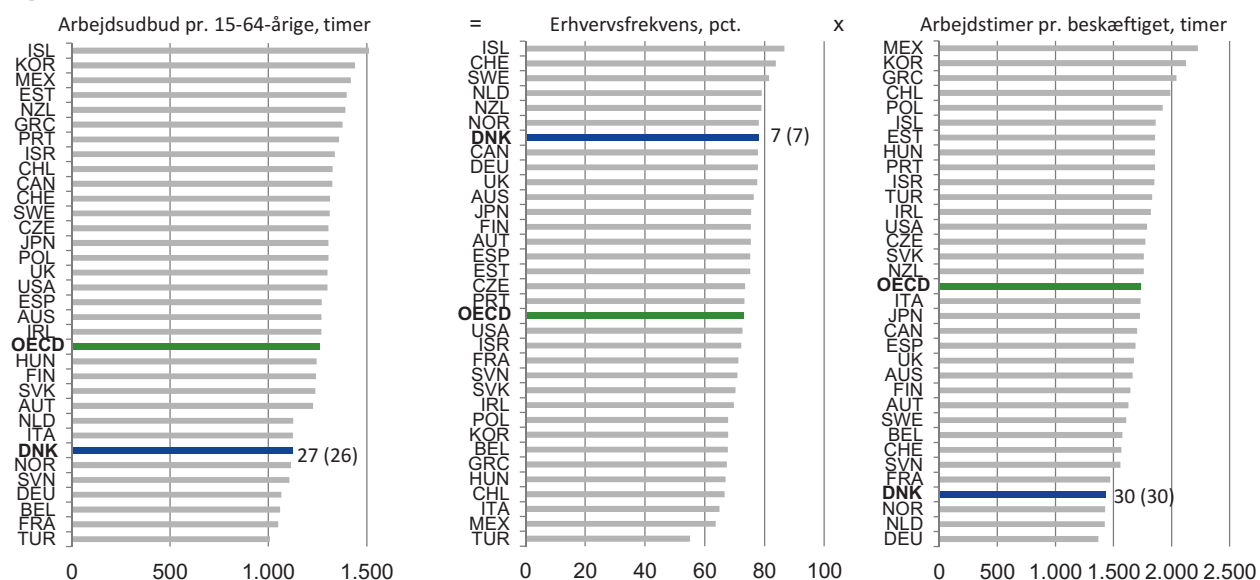 Arbejdsudbud pr. 15-64-årige, timer
ISL
KOR
MEX
EST
NZL
GRC
PRT
ISR
CHL
CAN
CHE
SWE
CZE
JPN
POL
UK
USA
ESP
AUS
IRL
OECD
HUN
FIN
SVK
AUT
NLD
ITA
DNK 27 (26)
NOR
SVN
DEU
BEL
FRA
TUR
0 500 1.000 1.500
=
Erhvervsfrekvens, pct.
ISL
CHE
SWE
NLD
NZL
NOR
DNK 7 (7)
CAN
DEU
UK
AUS
JPN
FIN
AUT
ESP
EST
CZE
PRT
OECD
USA
ISR
FRA
SVN
SVK
IRL
POL
KOR
BEL
GRC
HUN
CHL
ITA
MEX
TUR
0 20 40 60 80 100
x
Arbejdstimer pr. beskæftiget, timer
MEX
KOR
GRC
CHL
POL
ISL
EST
HUN
PRT
ISR
TUR
IRL
USA
CZE
SVK
NZL
OECD
ITA
JPN
CAN
ESP
UK
AUS
FIN
AUT
SWE
BEL
CHE
SVN
FRA
DNK 30 (30)
NOR
NLD
DEU
0 500 1.000 1.500 2.000 2.500